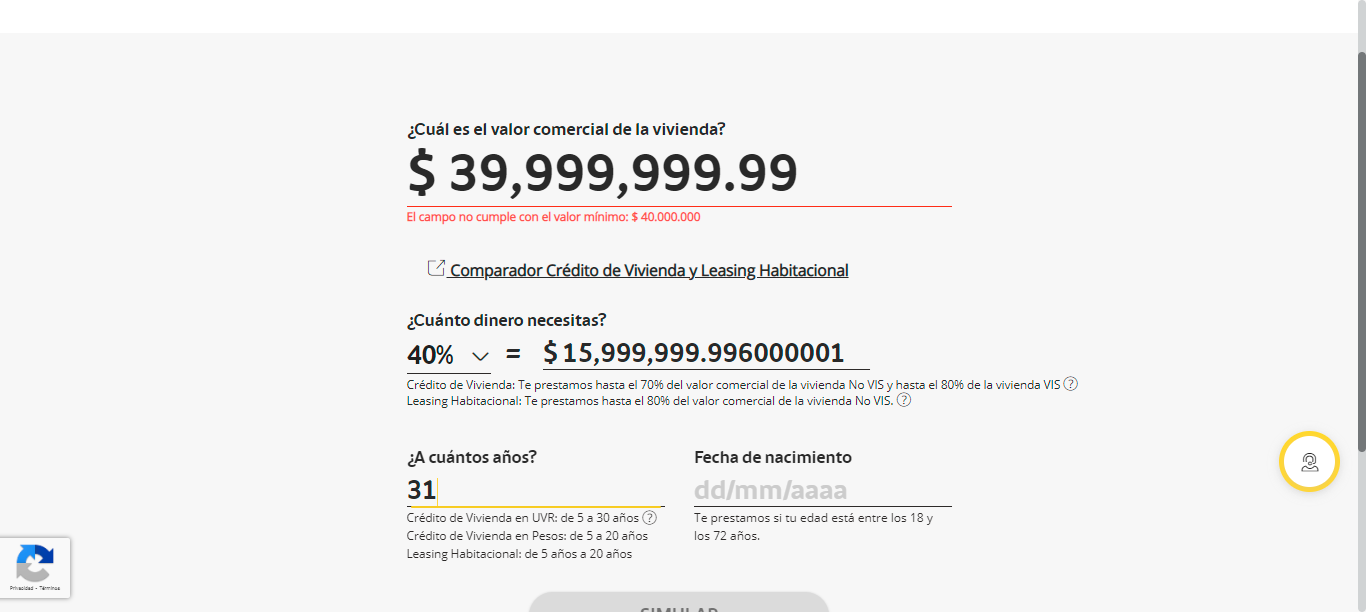 ¿Cuál es el valor comercial de la vivienda?
$ 39,999,999.99
El campo no cumple con el valor mínimo: $ 40.000.000
Comparador Crédito de Vivienda y Leasing Habitacional
¿Cuánto dinero necesitas?
40% = $ 15,999,999.996000001
Crédito de Vivienda: Te prestamos hasta el 70% del valor comercial de la vivienda No VIS y hasta el 80% de la vivienda VIS ?
Leasing Habitacional: Te prestamos hasta el 80% del valor comercial de la vivienda No VIS. ?
¿A cuántos años?
31
Crédito de Vivienda en UVR: de 5 a 30 años ?
Crédito de Vivienda en Pesos: de 5 a 20 años
Leasing Habitacional: de 5 años a 20 años
Fecha de nacimiento
dd/mm/aaaa
Te prestamos si tu edad está entre los 18 y
los 72 años.
Privacidad - Términos
SIMULAR